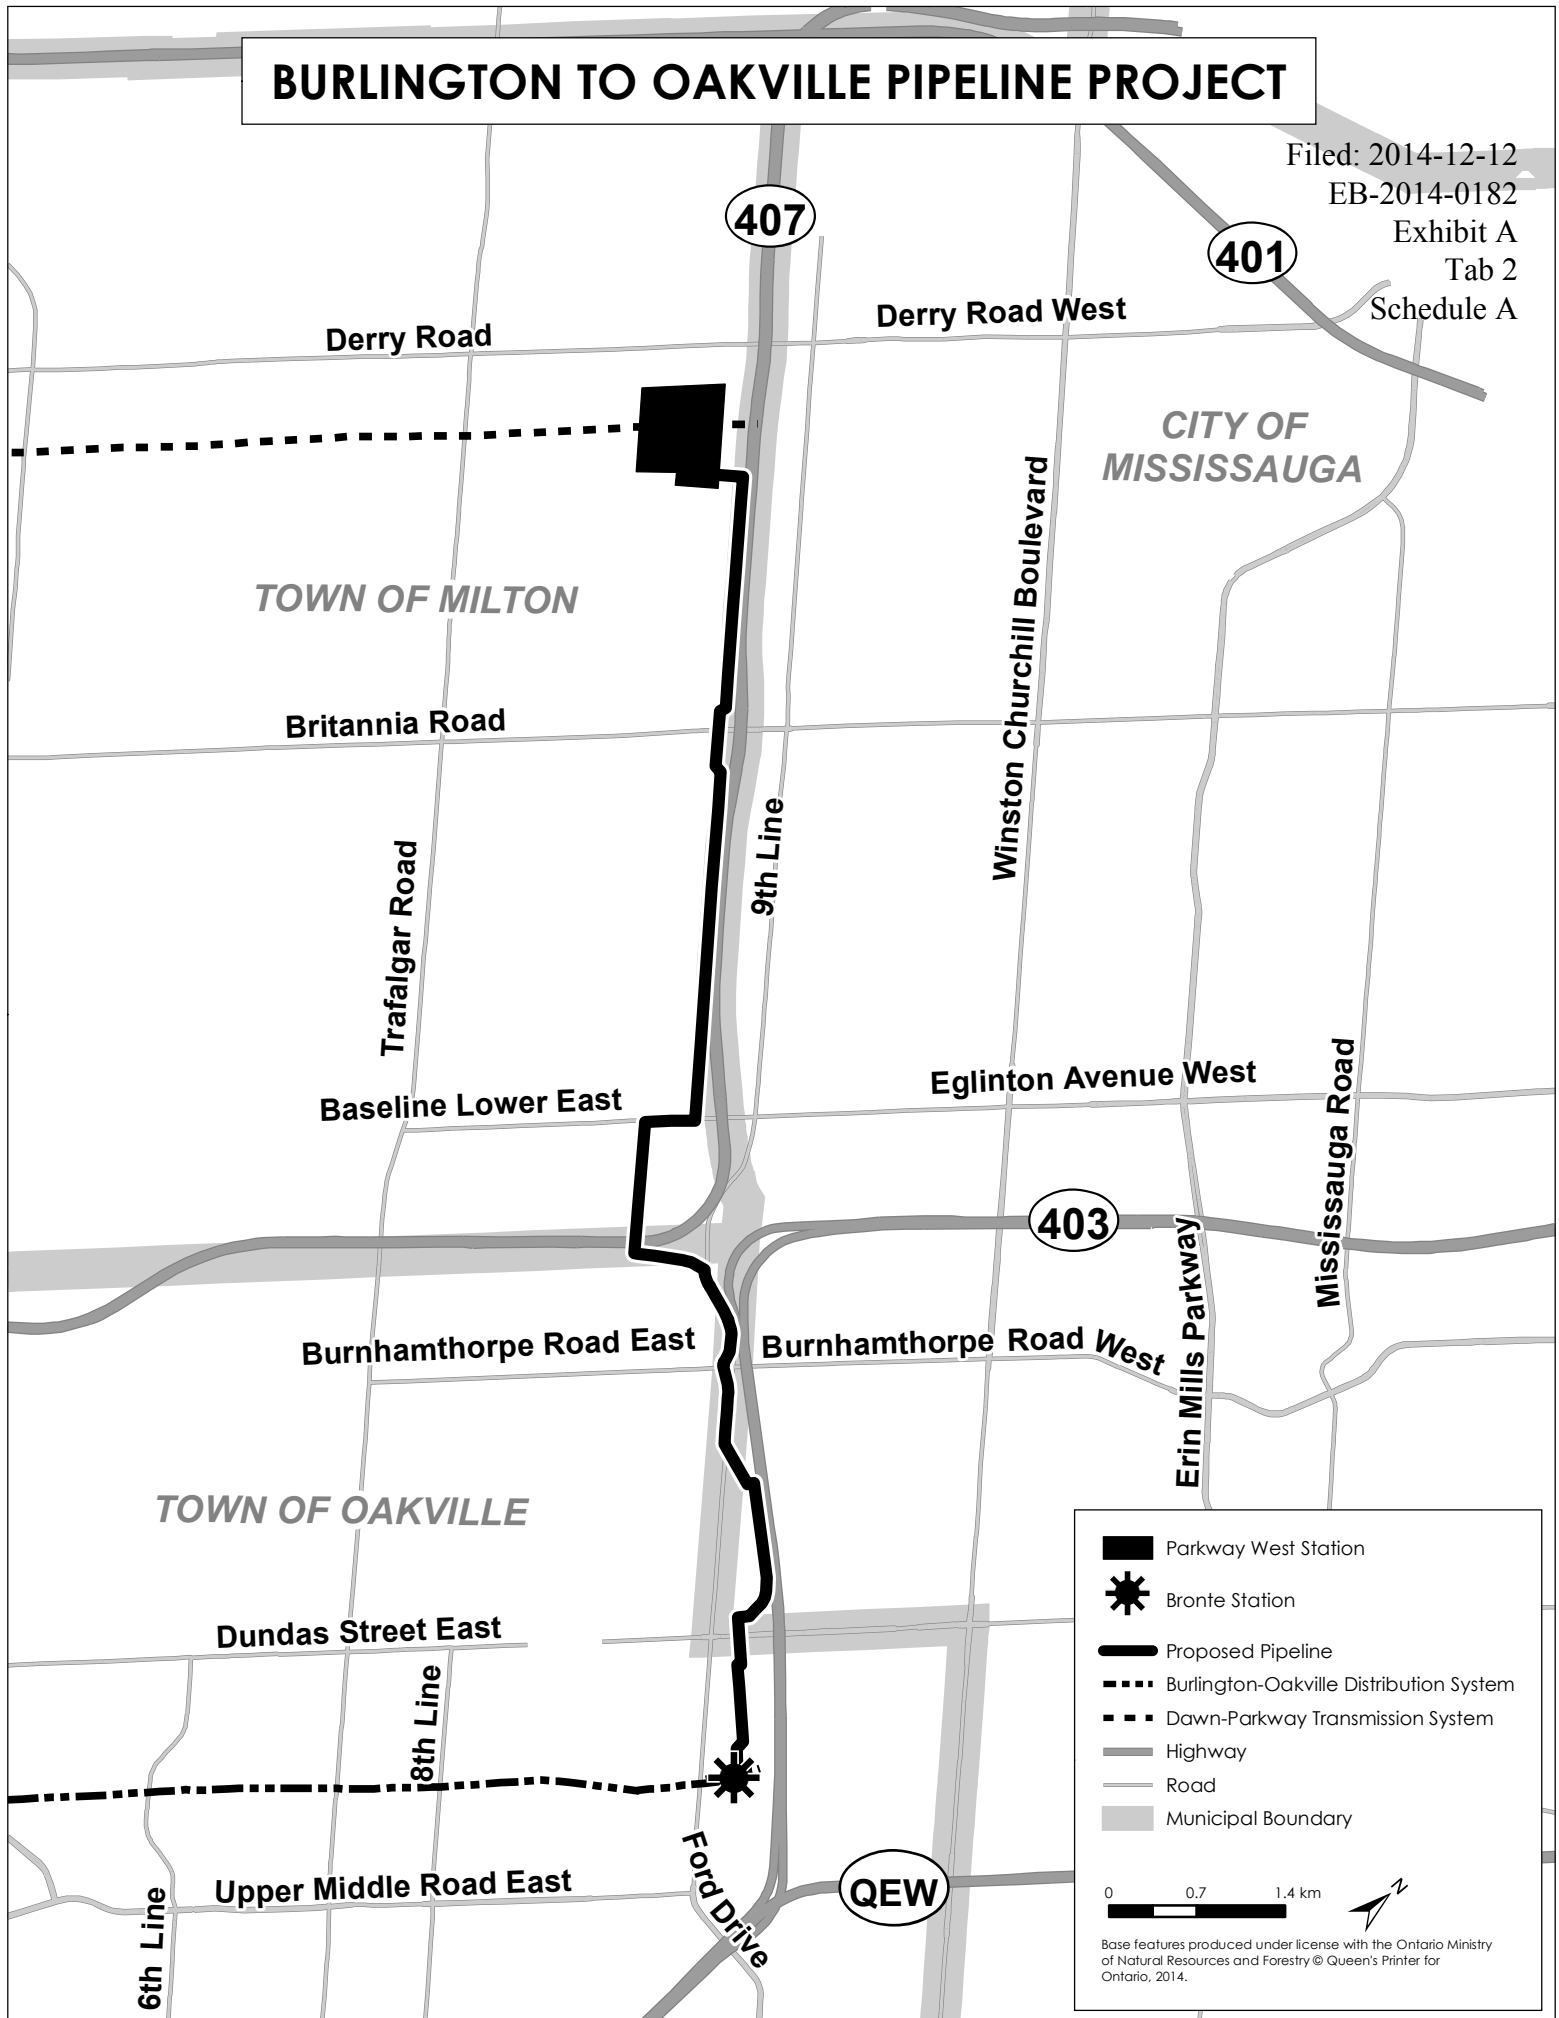 BURLINGTON TO OAKVILLE PIPELINE PROJECT
Filed: 2014-12-12
EB-2014-0182
Exhibit A
Tab 2
Schedule A
407
401
Derry Road
Derry Road West
CITY OF
MISSISSAUGA
TOWN OF MILTON
Winston Churchill Boulevard
Britannia Road
9th Line
Trafalgar Road
Eglinton Avenue West
Baseline Lower East
Mississauga Road
403
Erin Mills Parkway
Burnhamthorpe Road East
Burnhamthorpe Road West
TOWN OF OAKVILLE
Dundas Street East
8th Line
Upper Middle Road East
6th Line
Ford Drive
QEW
Parkway West Station
Bronte Station
Proposed Pipeline
Burlington-Oakville Distribution System
Dawn-Parkway Transmission System
Highway
Road
Municipal Boundary
0 0.7 1.4 km
N
Base features produced under license with the Ontario Ministry
of Natural Resources and Forestry © Queen's Printer for
Ontario, 2014.